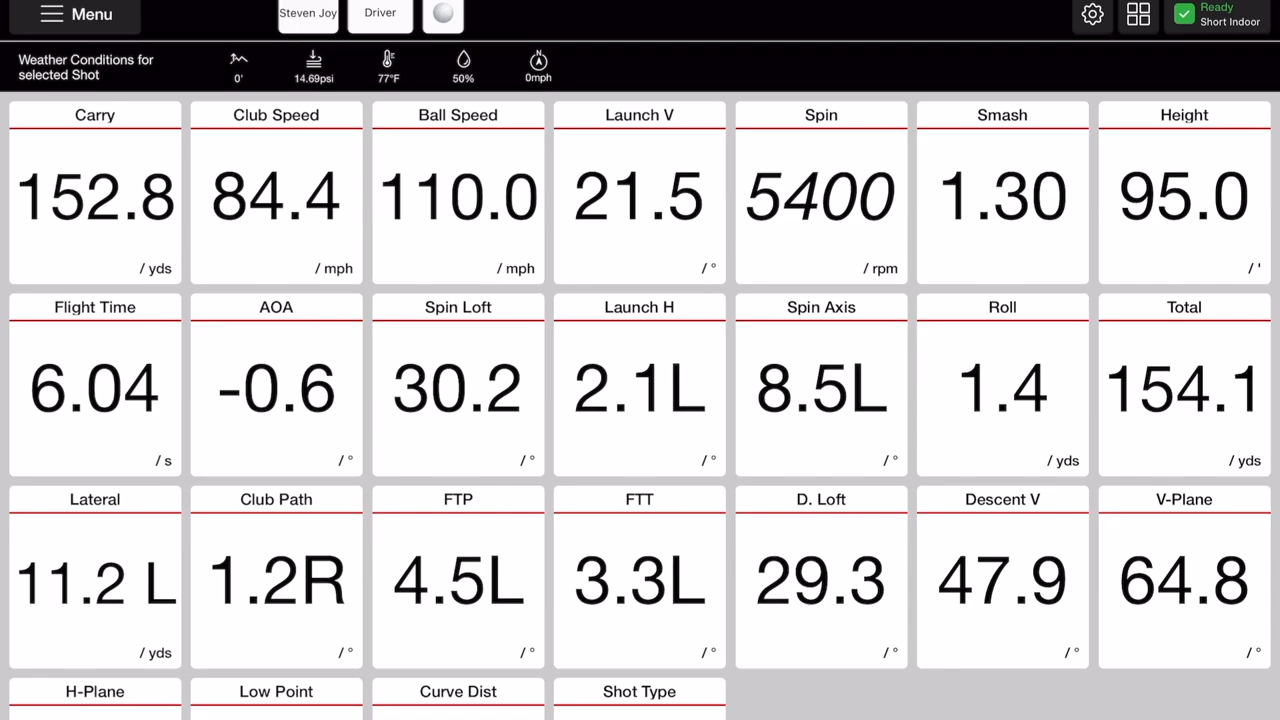 Menu
Steven Joy
Driver
Ready
Short Indoor
Weather Conditions for
selected Shot
0'
14.69psi
77°F
50%
N
0mph
Carry
Club Speed
Ball Speed
Launch V
Spin
Smash
Height
152.8
84.4
110.0
21.5
5400
1.30
95.0
/ yds
/ mph
/ mph
/ °
/ rpm
/ '
Flight Time
AOA
Spin Loft
Launch H
Spin Axis
Roll
Total
6.04
-0.6
30.2
2.1L
8.5L
1.4
154.1
/ s
/ °
/ °
/ °
/ °
/ yds
/ yds
Lateral
Club Path
FTP
FTT
D. Loft
Descent V
V-Plane
11.2 L
1.2R
4.5L
3.3L
29.3
47.9
64.8
/ yds
/ °
/ °
/ °
/ °
/ °
/ °
H-Plane
Low Point
Curve Dist
Shot Type